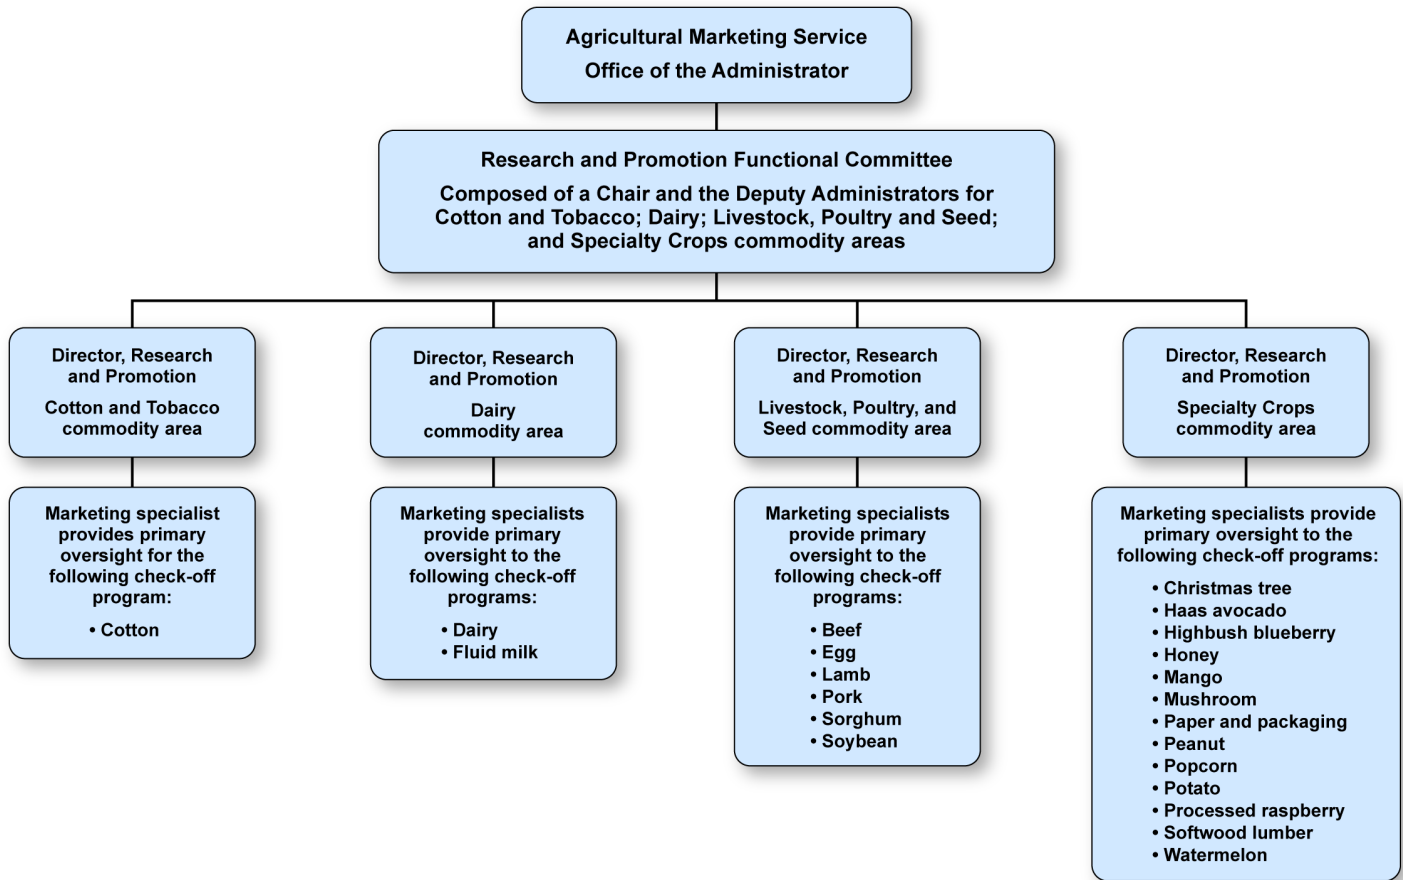 Agricultural Marketing Service
Office of the Administrator
Research and Promotion Functional Committee
Composed of a Chair and the Deputy Administrators for
Cotton and Tobacco; Dairy; Livestock, Poultry and Seed;
and Specialty Crops commodity areas
Director, Research
and Promotion
Cotton and Tobacco
commodity area
Director, Research
and Promotion
Dairy
commodity area
Director, Research
and Promotion
Livestock, Poultry, and
Seed commodity area
Director, Research
and Promotion
Specialty Crops
commodity area
Marketing specialist
provides primary
oversight for the
following check-off
program:
• Cotton
Marketing specialists
provide primary
oversight to the
following check-off
programs:
• Dairy
• Fluid milk
Marketing specialists
provide primary
oversight to the
following check-off
programs:
• Beef
• Egg
• Lamb
• Pork
• Sorghum
• Soybean
Marketing specialists provide
primary oversight to the
following check-off programs:
• Christmas tree
• Haas avocado
• Highbush blueberry
• Honey
• Mango
• Mushroom
• Paper and packaging
• Peanut
• Popcorn
• Potato
• Processed raspberry
• Softwood lumber
• Watermelon